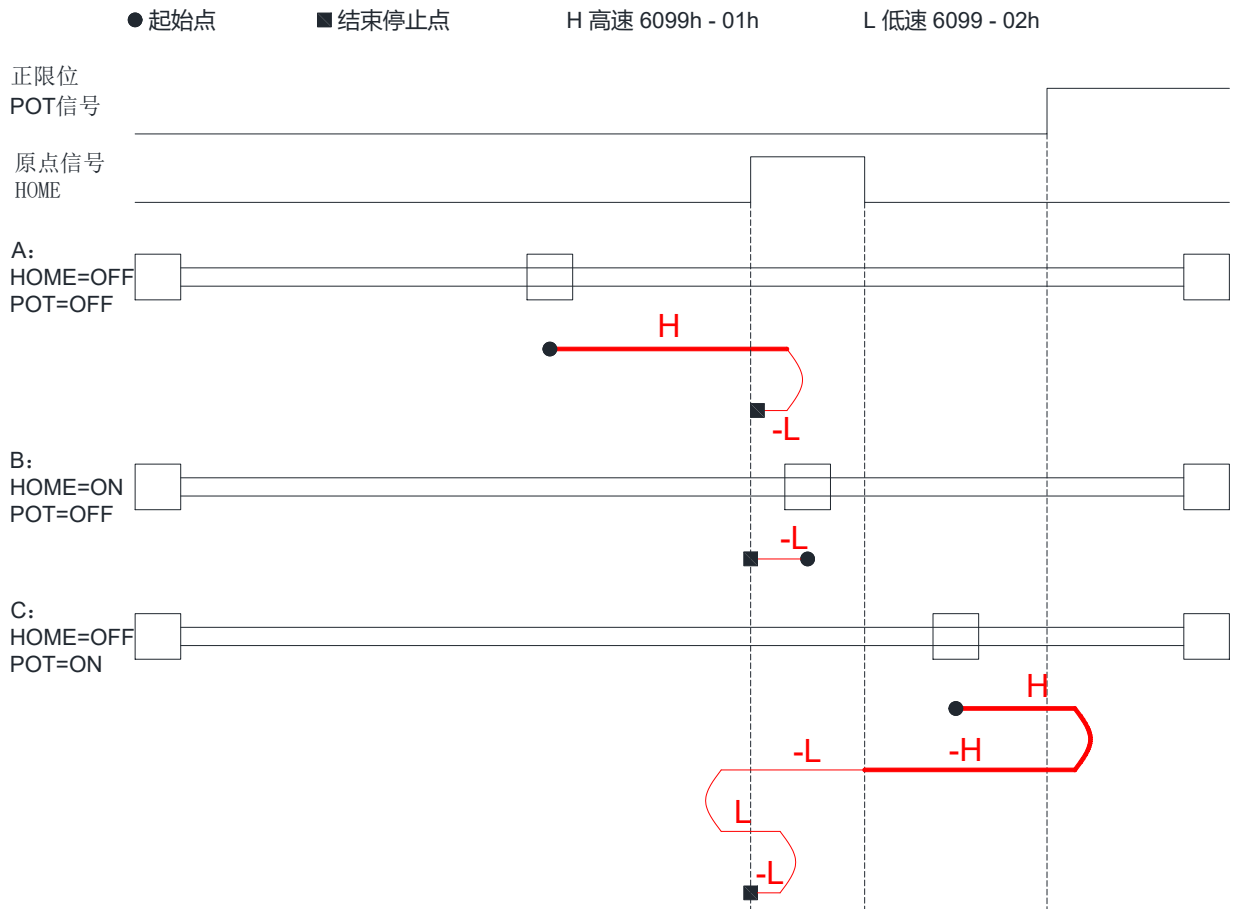 起始点 结束停止点 H 高速 6099h - 01h L 低速 6099 - 02h
正限位
POT信号
原点信号
HOME
A:
HOME=OFF
POT=OFF
H
-L
B:
HOME=ON
POT=OFF
-L
C:
HOME=OFF
POT=ON
H
-L -H
L
-L